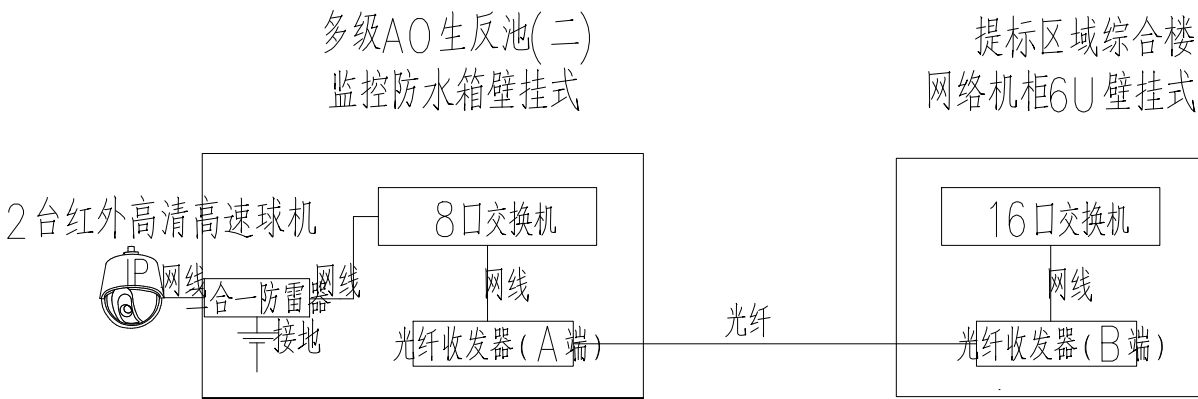 多级AO生反池(二)
监控防水箱壁挂式
提标区域综合楼
网络机柜6U壁挂式
2台红外高清高速球机
8口交换机
16口交换机
IP
网线
二合一防雷器
网线
网线
网线
接地
光纤收发器(A端)
光纤
光纤收发器(B端)